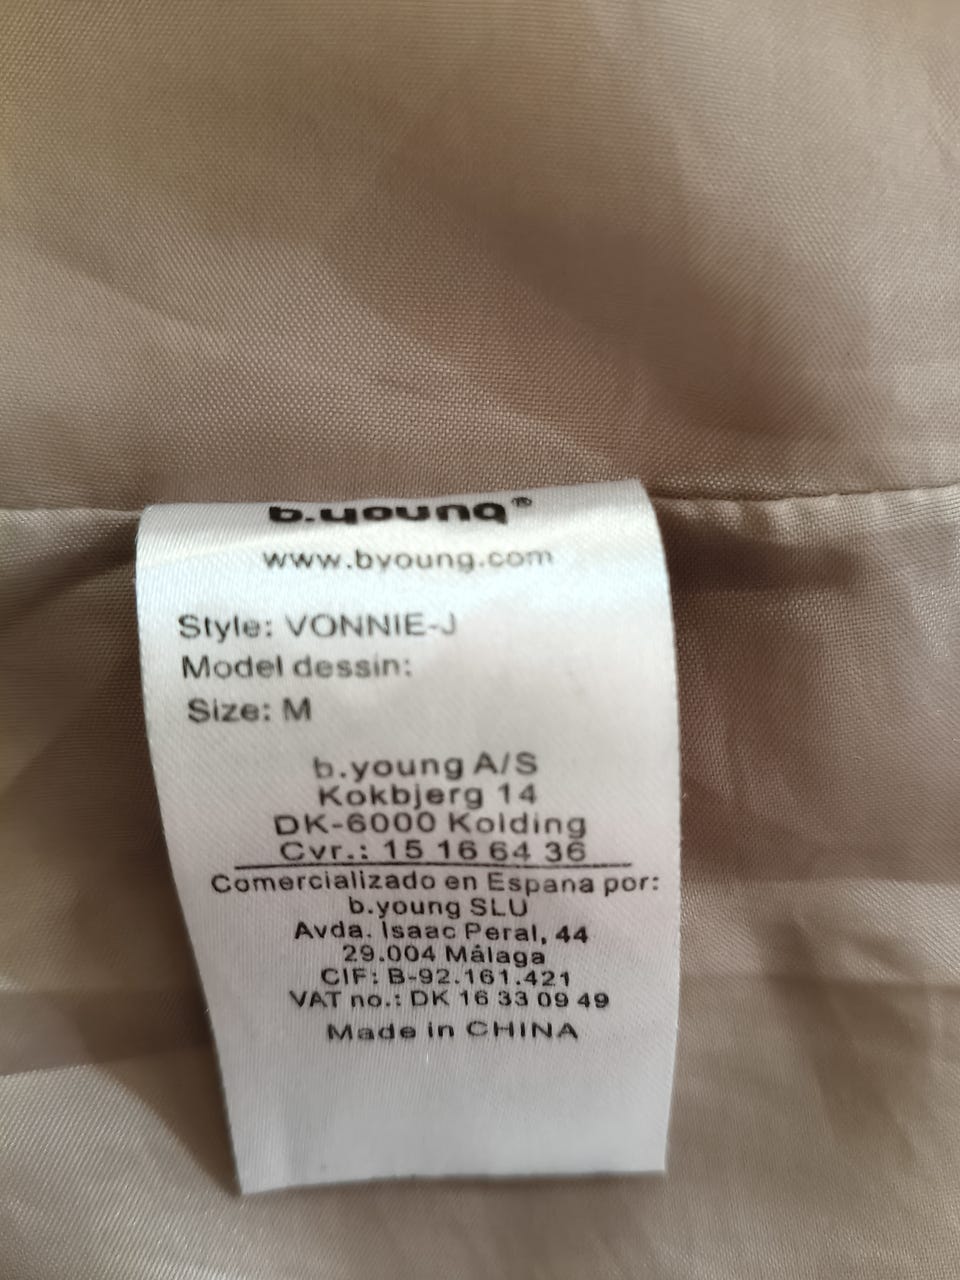 b.young®
www.byoung.com
Style: VONNIE-J
Model dessin:
Size: M
b.young A/S
Kokbjerg 14
DK-6000 Kolding
Cvr.: 15 16 64 36
Comercializado en Espana por:
b.young SLU
Avda. Isaac Peral, 44
29.004 Málaga
CIF: B-92.161.421
VAT no.: DK 16 33 09 49
Made in CHINA